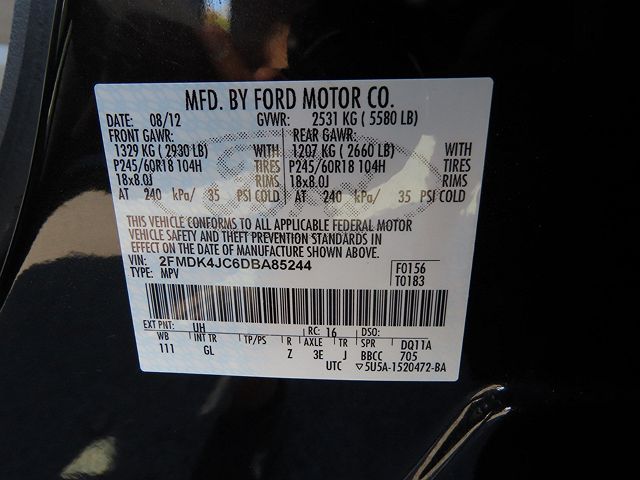 MFD. BY FORD MOTOR CO.
DATE: 08/12 GVWR: 2531 KG ( 5580 LB)
FRONT GAWR: REAR GAWR:
1329 KG ( 2930 LB) WITH 1207 KG ( 2660 LB) WITH
P245/60R18 104H TIRES P245/60R18 104H TIRES
18x8.0J RIMS 18x8.0J RIMS
AT 240 kPa/ 35 PSI COLD AT 240 kPa/ 35 PSI COLD
THIS VEHICLE CONFORMS TO ALL APPLICABLE FEDERAL MOTOR
VEHICLE SAFETY AND THEFT PREVENTION STANDARDS IN
EFFECT ON THE DATE OF MANUFACTURE SHOWN ABOVE.
VIN: 2FMDK4JC6DBA85244 F0156
TYPE: MPV T0183
EXT PNT: UH RC: 16 DSO:
WB INT TR TP/PS R AXLE TR SPR DQ11A
111 GL Z 3E J BBCC 705
UTC ▽5U5A-1520472-BA